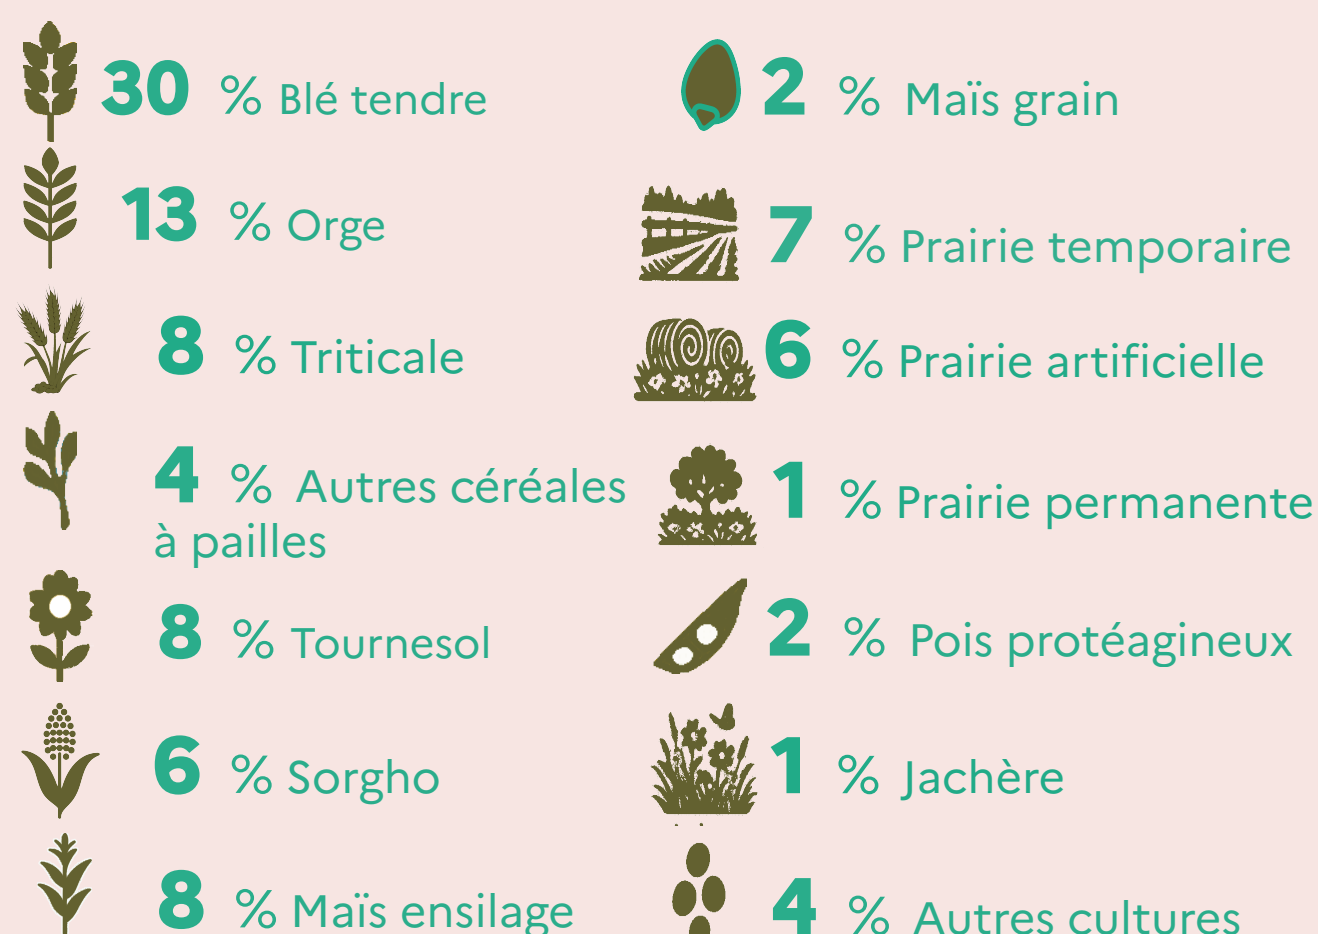 30 % Blé tendre
13 % Orge
8 % Triticale
4 % Autres céréales
à pailles
8 % Tournesol
6 % Sorgho
8 % Maïs ensilage
2 % Maïs grain
7 % Prairie temporaire
6 % Prairie artificielle
1 % Prairie permanente
2 % Pois protéagineux
1 % Jachère
4 % Autres cultures